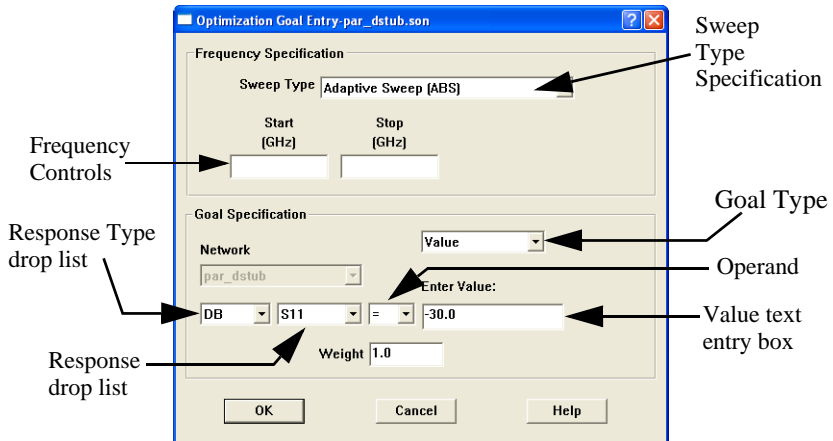 Optimization Goal Entry-par_dstub.son
Sweep
Type
Specification
Frequency Specification
Sweep Type Adaptive Sweep (ABS)
Start Stop
(GHz) (GHz)
Frequency
Controls
Goal Specification
Goal Type
Response Type
drop list
Network
Value
par_dstub
Operand
Enter Value:
DB S11 = -30.0
Value text
entry box
Response
drop list
Weight 1.0
OK Cancel Help